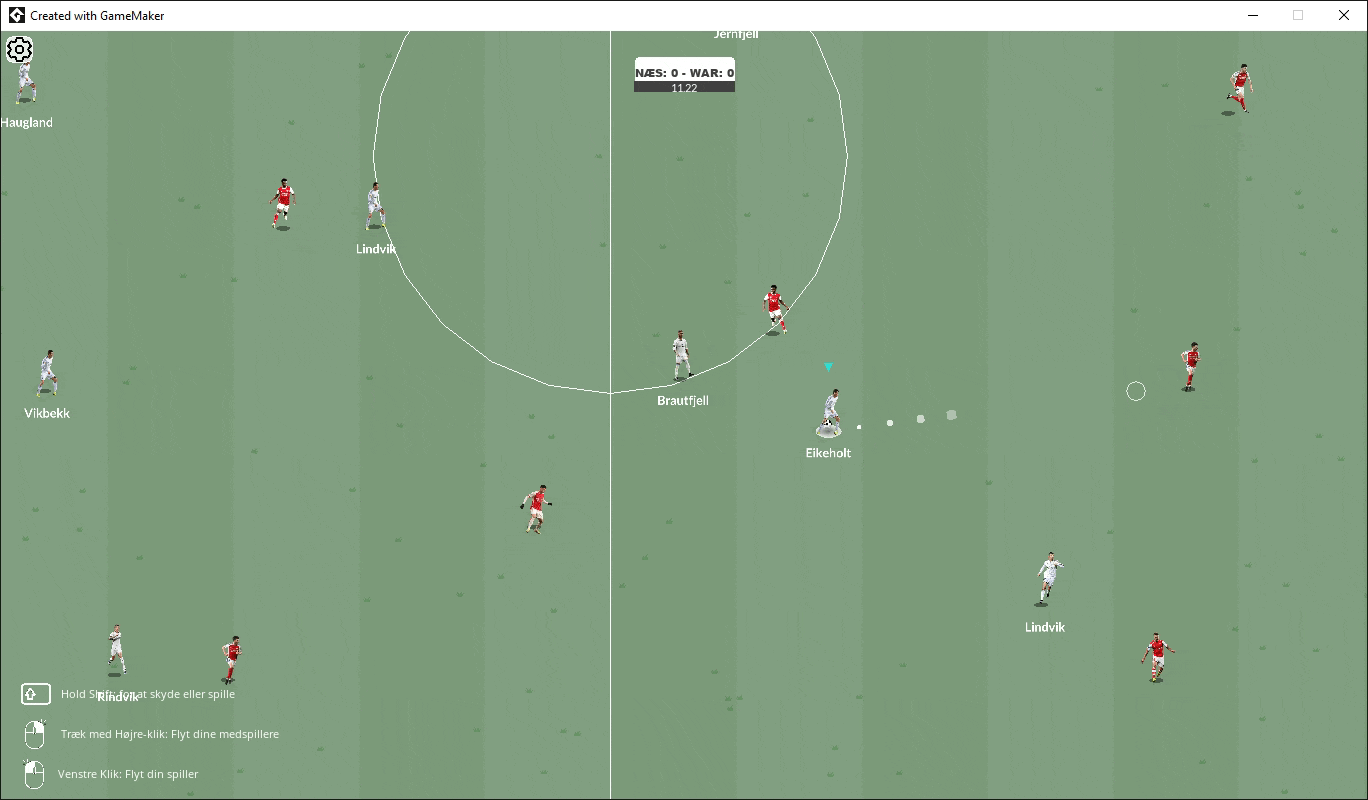 Created with GameMaker
Jernfjell
NÆS: 0 - WAR: 0
11.22
Haugland
Lindvik
Vikbekk
Brautfjell
Eikeholt
Lindvik
Rindvik
Hold Shift: for at skyde eller spille
Træk med Højre-klik: Flyt dine medspillere
Venstre Klik: Flyt din spiller